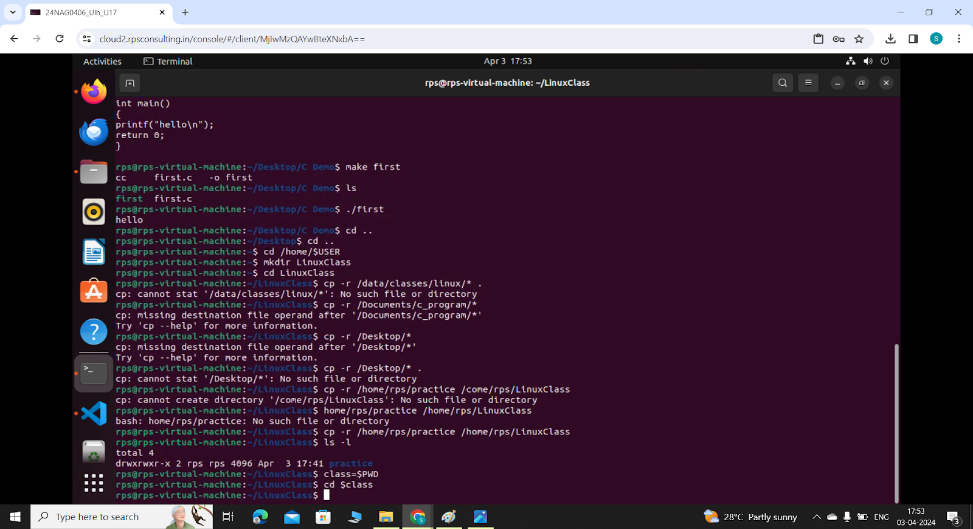 24NAG0406_UIh_U17
cloud2.rpsconsulting.in/console/#/client/MjIwMzQAYwBteXNxbA==
S
Activities
Terminal
Apr 3 17:53
rps@rps-virtual-machine: ~/LinuxClass
int main()
{
printf("hello\n");
return 0;
}
rps@rps-virtual-machine:~/Desktop/C Demo$ make first
cc     first.c   -o first
rps@rps-virtual-machine:~/Desktop/C Demo$ ls
first  first.c
rps@rps-virtual-machine:~/Desktop/C Demo$ ./first
hello
rps@rps-virtual-machine:~/Desktop/C Demo$ cd ..
rps@rps-virtual-machine:~/Desktop$ cd ..
rps@rps-virtual-machine:~$ cd /home/$USER
rps@rps-virtual-machine:~$ mkdir LinuxClass
rps@rps-virtual-machine:~$ cd LinuxClass
rps@rps-virtual-machine:~/LinuxClass$ cp -r /data/classes/linux/* .
cp: cannot stat '/data/classes/linux/*': No such file or directory
rps@rps-virtual-machine:~/LinuxClass$ cp -r /Documents/c_program/*
cp: missing destination file operand after '/Documents/c_program/*'
Try 'cp --help' for more information.
rps@rps-virtual-machine:~/LinuxClass$ cp -r /Desktop/*
cp: missing destination file operand after '/Desktop/*'
Try 'cp --help' for more information.
rps@rps-virtual-machine:~/LinuxClass$ cp -r /Desktop/* .
cp: cannot stat '/Desktop/*': No such file or directory
rps@rps-virtual-machine:~/LinuxClass$ cp -r /home/rps/practice /come/rps/LinuxClass
cp: cannot create directory '/come/rps/LinuxClass': No such file or directory
rps@rps-virtual-machine:~/LinuxClass$ home/rps/practice /home/rps/LinuxClass
bash: home/rps/practice: No such file or directory
rps@rps-virtual-machine:~/LinuxClass$ cp -r /home/rps/practice /home/rps/LinuxClass
rps@rps-virtual-machine:~/LinuxClass$ ls -l
total 4
drwxrwxr-x 2 rps rps 4096 Apr  3 17:41 practice
rps@rps-virtual-machine:~/LinuxClass$ class=$PWD
rps@rps-virtual-machine:~/LinuxClass$ cd $class
rps@rps-virtual-machine:~/LinuxClass$
Type here to search
28°C Partly sunny
ENG
17:53
03-04-2024
3